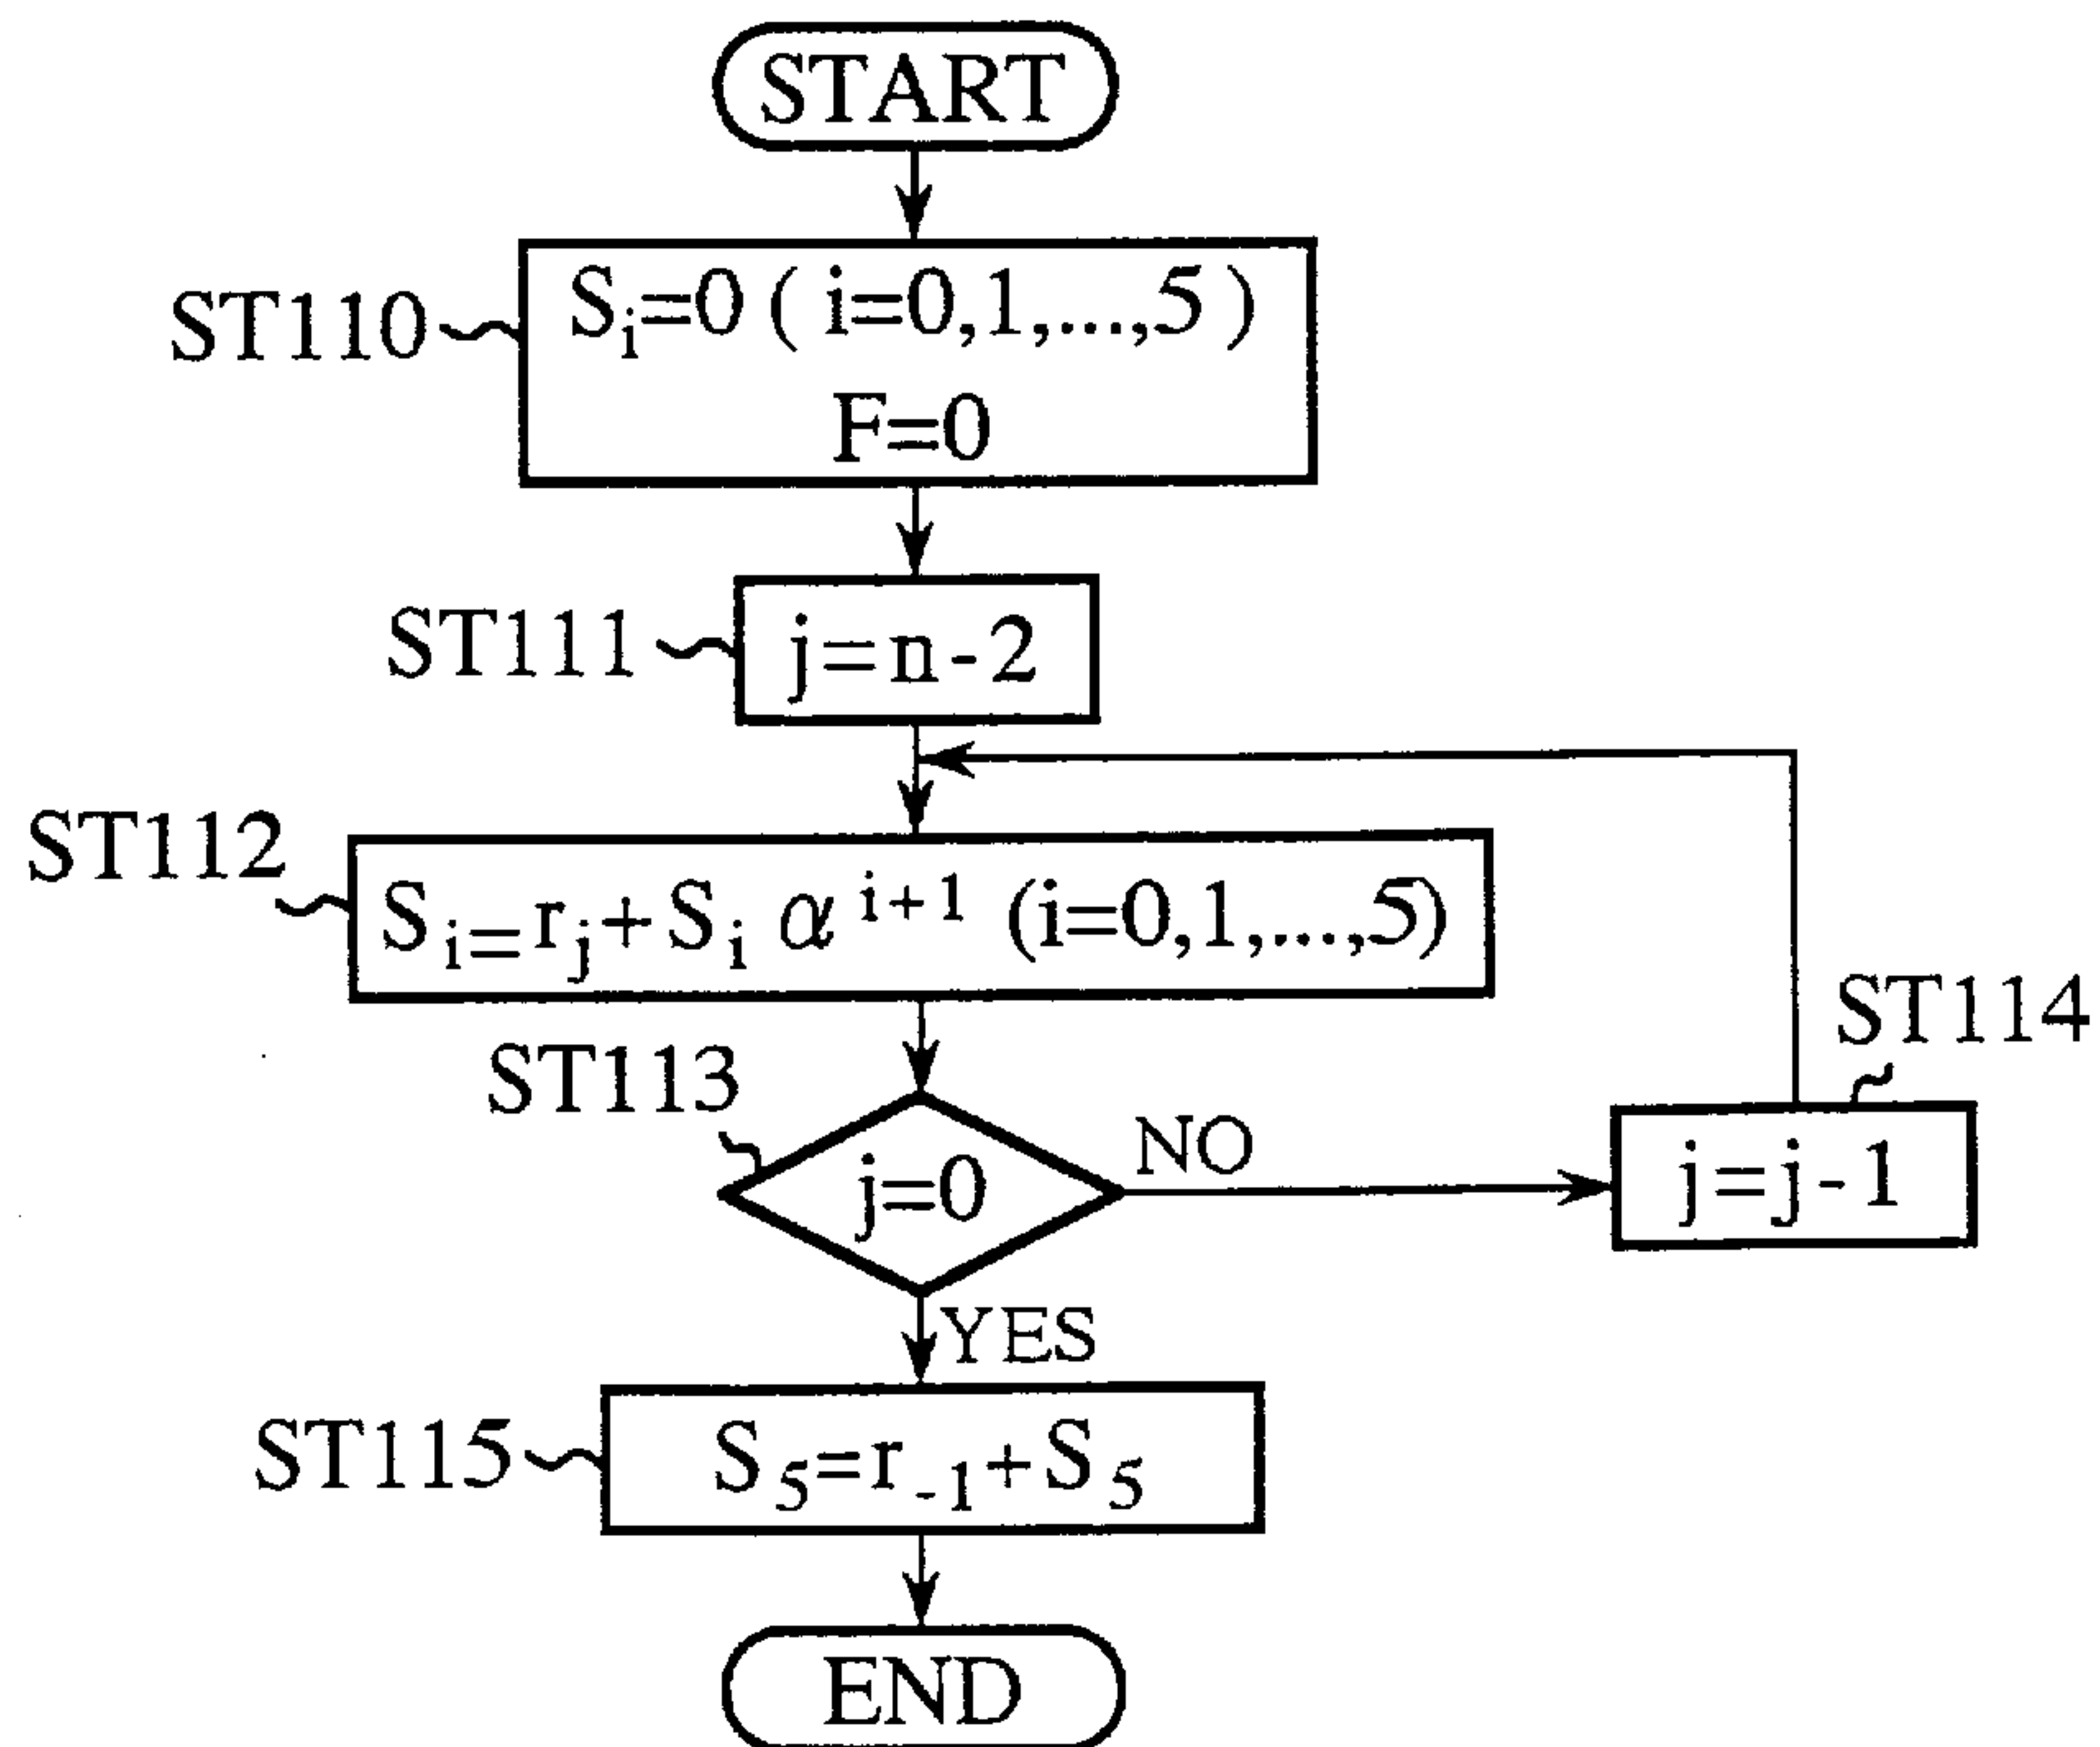 START
ST110
Sᵢ=0 ( i=0,1,...,5 )
F=0
ST111
j=n-2
ST112
Sᵢ=rⱼ+Sᵢ α ⁱ⁺¹ (i=0,1,...,5)
ST113
j=0
NO
ST114
j=j-1
YES
ST115
S₅=r₋₁+S₅
END